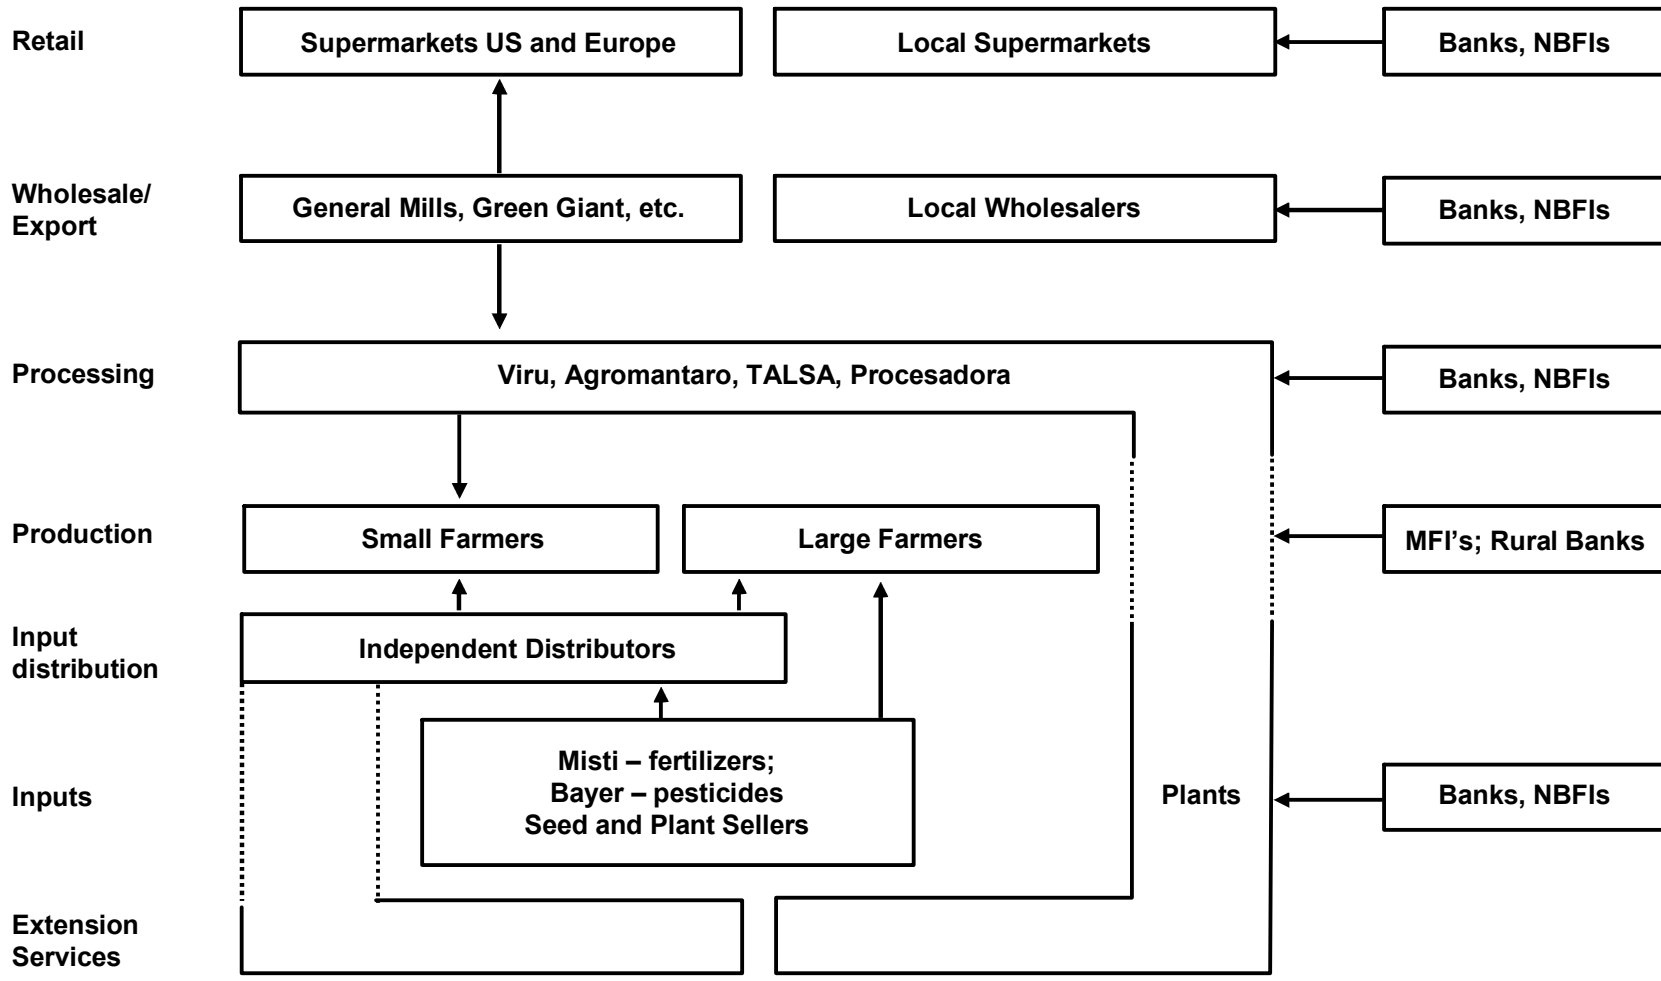 Retail
Supermarkets US and Europe
Local Supermarkets
Banks, NBFIs
Wholesale/
Export
General Mills, Green Giant, etc.
Local Wholesalers
Banks, NBFIs
Processing
Viru, Agromantaro, TALSA, Procesadora
Banks, NBFIs
Production
Small Farmers
Large Farmers
MFI's; Rural Banks
Input
distribution
Independent Distributors
Inputs
Misti – fertilizers;
Bayer – pesticides
Seed and Plant Sellers
Plants
Banks, NBFIs
Extension
Services